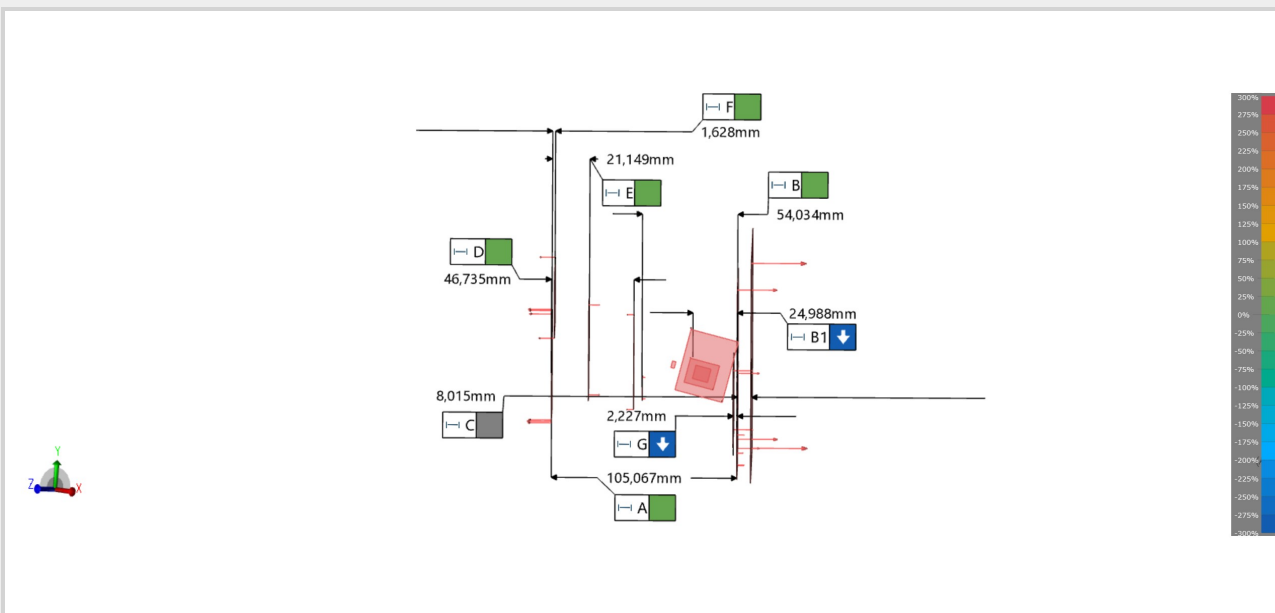 F
1,628mm
21,149mm
E
B
54,034mm
D
46,735mm
24,988mm
B1
8,015mm
C
2,227mm
G
105,067mm
A
Y
Z
X
300%
275%
250%
225%
200%
175%
150%
125%
100%
75%
50%
25%
0%
-25%
-50%
-75%
-100%
-125%
-150%
-175%
-200%
-225%
-250%
-275%
-300%